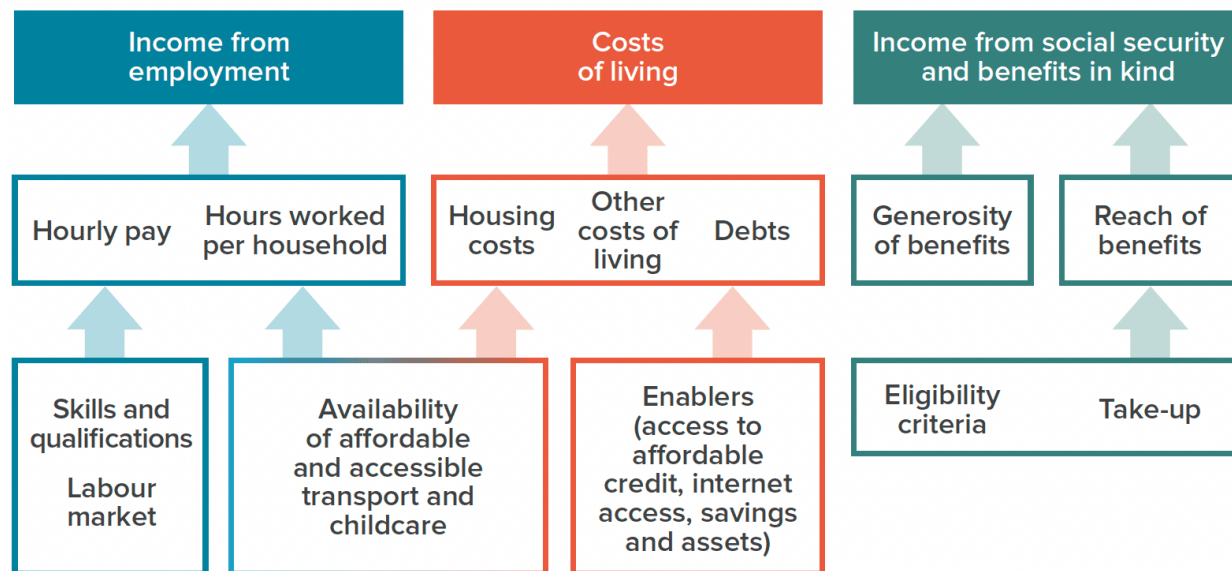 Income from
employment
Costs
of living
Income from social security
and benefits in kind
Hourly pay
Hours worked
per household
Housing
costs
Other
costs of
living
Debts
Generosity
of benefits
Reach of
benefits
Skills and
qualifications
Labour
market
Availability
of affordable
and accessible
transport and
childcare
Enablers
(access to
affordable
credit, internet
access, savings
and assets)
Eligibility
criteria
Take-up